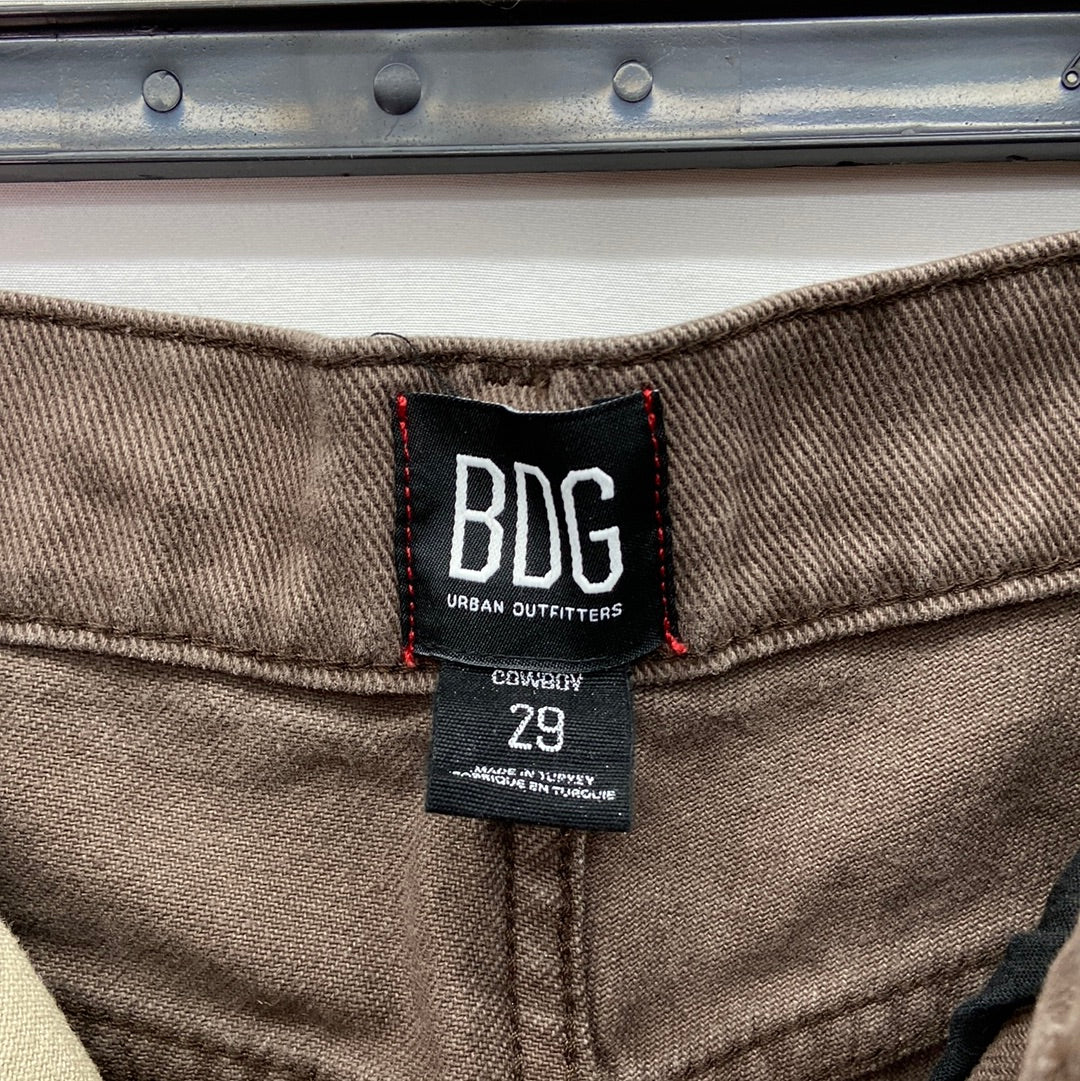 BDG
URBAN OUTFITTERS
COWBOY
29
MADE IN TURKEY
FABRIQUE EN TURQUIE